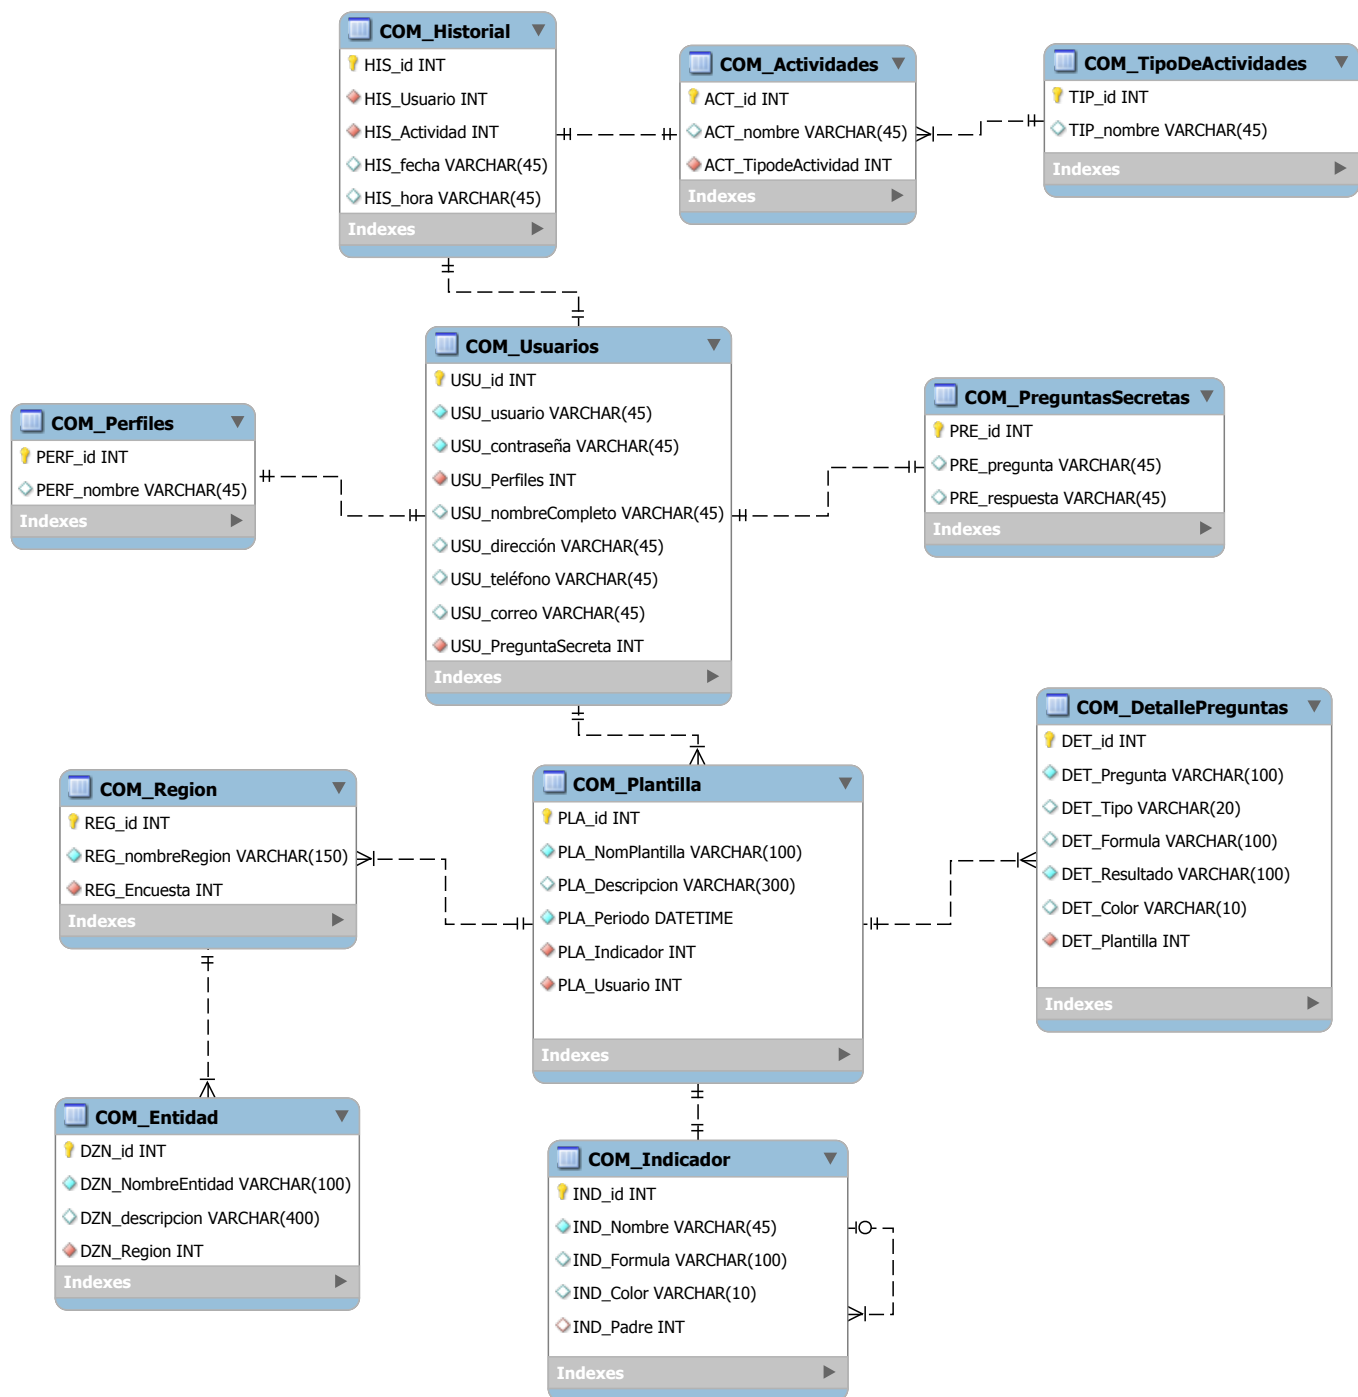 COM_Historial
HIS_id INT
HIS_Usuario INT
HIS_Actividad INT
HIS_fecha VARCHAR(45)
HIS_hora VARCHAR(45)
Indexes
COM_Actividades
ACT_id INT
ACT_nombre VARCHAR(45)
ACT_TipodeActividad INT
Indexes
COM_TipoDeActividades
TIP_id INT
TIP_nombre VARCHAR(45)
Indexes
COM_Usuarios
USU_id INT
USU_usuario VARCHAR(45)
USU_contraseña VARCHAR(45)
USU_Perfiles INT
USU_nombreCompleto VARCHAR(45)
USU_dirección VARCHAR(45)
USU_teléfono VARCHAR(45)
USU_correo VARCHAR(45)
USU_PreguntaSecreta INT
Indexes
COM_Perfiles
PERF_id INT
PERF_nombre VARCHAR(45)
Indexes
COM_PreguntasSecretas
PRE_id INT
PRE_pregunta VARCHAR(45)
PRE_respuesta VARCHAR(45)
Indexes
COM_DetallePreguntas
DET_id INT
DET_Pregunta VARCHAR(100)
DET_Tipo VARCHAR(20)
DET_Formula VARCHAR(100)
DET_Resultado VARCHAR(100)
DET_Color VARCHAR(10)
DET_Plantilla INT
Indexes
COM_Region
REG_id INT
REG_nombreRegion VARCHAR(150)
REG_Encuesta INT
Indexes
COM_Plantilla
PLA_id INT
PLA_NomPlantilla VARCHAR(100)
PLA_Descripcion VARCHAR(300)
PLA_Periodo DATETIME
PLA_Indicador INT
PLA_Usuario INT
Indexes
COM_Entidad
DZN_id INT
DZN_NombreEntidad VARCHAR(100)
DZN_descripcion VARCHAR(400)
DZN_Region INT
Indexes
COM_Indicador
IND_id INT
IND_Nombre VARCHAR(45)
IND_Formula VARCHAR(100)
IND_Color VARCHAR(10)
IND_Padre INT
Indexes